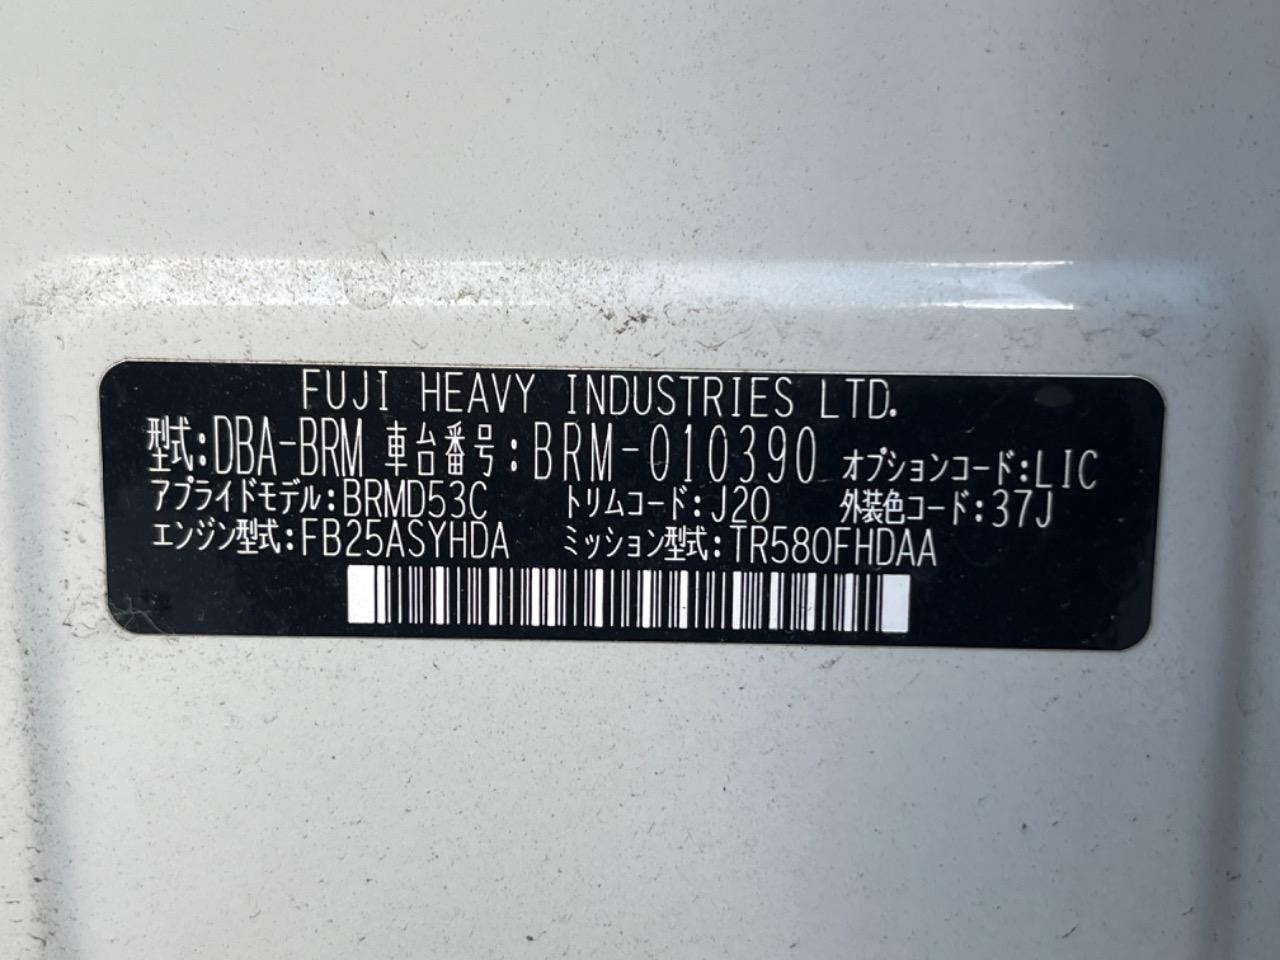 FUJI HEAVY INDUSTRIES LTD.
型式:DBA-BRM 車台番号:BRM-010390 オプションコード:LIC
アプライドモデル:BRMD53C トリムコード:J20 外装色コード:37J
エンジン型式:FB25ASYHDA ミッション型式:TR580FHDAA